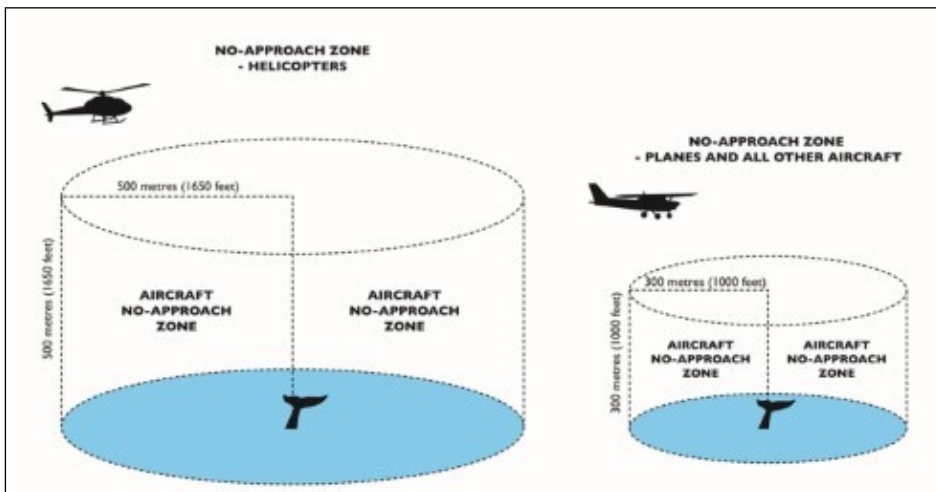 NO-APPROACH ZONE
- HELICOPTERS
500 metres (1650 feet)
500 metres (1650 feet)
AIRCRAFT
NO-APPROACH
ZONE
AIRCRAFT
NO-APPROACH
ZONE
NO-APPROACH ZONE
- PLANES AND ALL OTHER AIRCRAFT
300 metres (1000 feet)
300 metres (1000 feet)
AIRCRAFT
NO-APPROACH
ZONE
AIRCRAFT
NO-APPROACH
ZONE